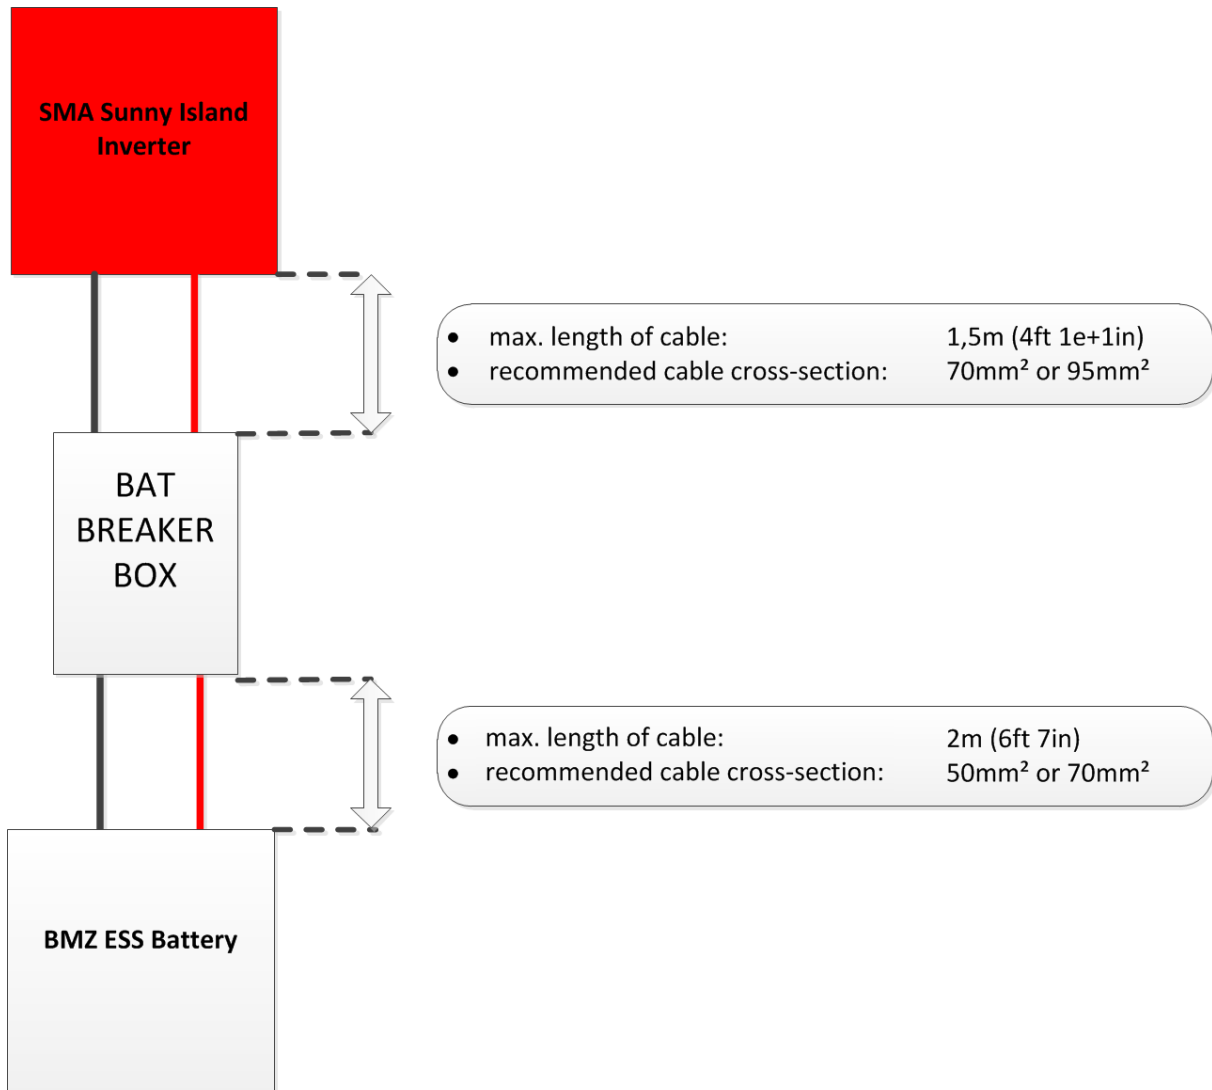 SMA Sunny Island
Inverter
• max. length of cable: 1,5m (4ft 1e+1in)
• recommended cable cross-section: 70mm² or 95mm²
BAT
BREAKER
BOX
• max. length of cable: 2m (6ft 7in)
• recommended cable cross-section: 50mm² or 70mm²
BMZ ESS Battery